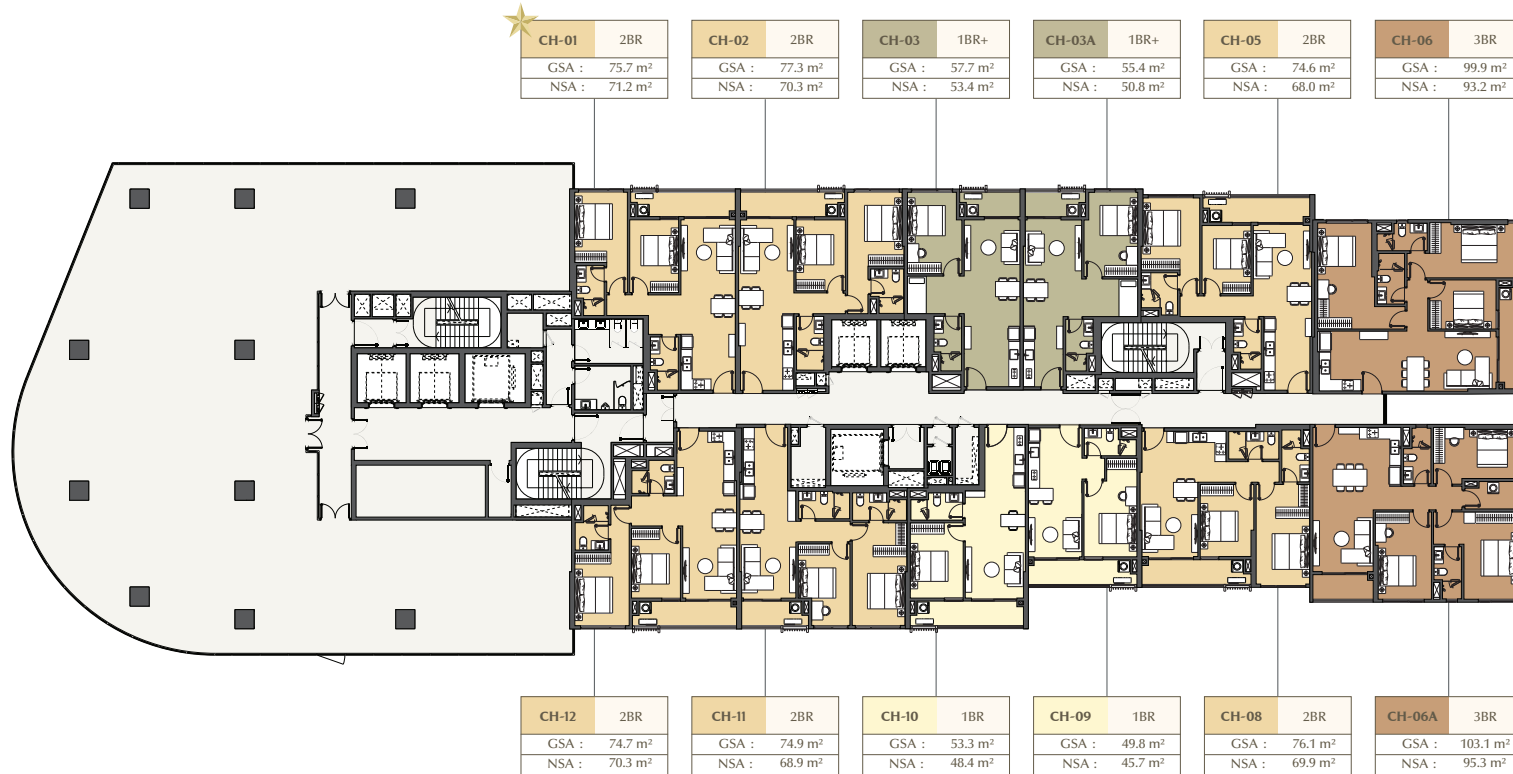 CH-01 2BR
GSA : 75.7 m²
NSA : 71.2 m²
CH-02 2BR
GSA : 77.3 m²
NSA : 70.3 m²
CH-03 1BR+
GSA : 57.7 m²
NSA : 53.4 m²
CH-03A 1BR+
GSA : 55.4 m²
NSA : 50.8 m²
CH-05 2BR
GSA : 74.6 m²
NSA : 68.0 m²
CH-06 3BR
GSA : 99.9 m²
NSA : 93.2 m²
CH-12 2BR
GSA : 74.7 m²
NSA : 70.3 m²
CH-11 2BR
GSA : 74.9 m²
NSA : 68.9 m²
CH-10 1BR
GSA : 53.3 m²
NSA : 48.4 m²
CH-09 1BR
GSA : 49.8 m²
NSA : 45.7 m²
CH-08 2BR
GSA : 76.1 m²
NSA : 69.9 m²
CH-06A 3BR
GSA : 103.1 m²
NSA : 95.3 m²